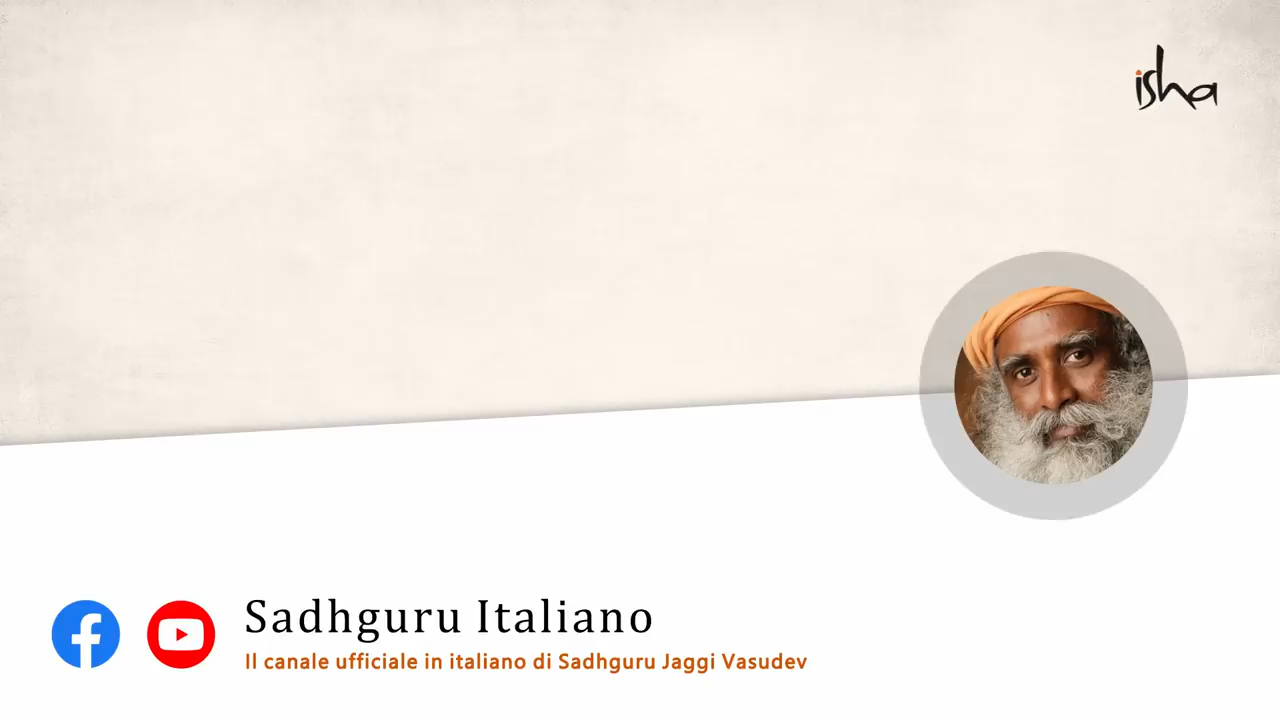 isha
Sadhguru Italiano
Il canale ufficiale in italiano di Sadhguru Jaggi Vasudev